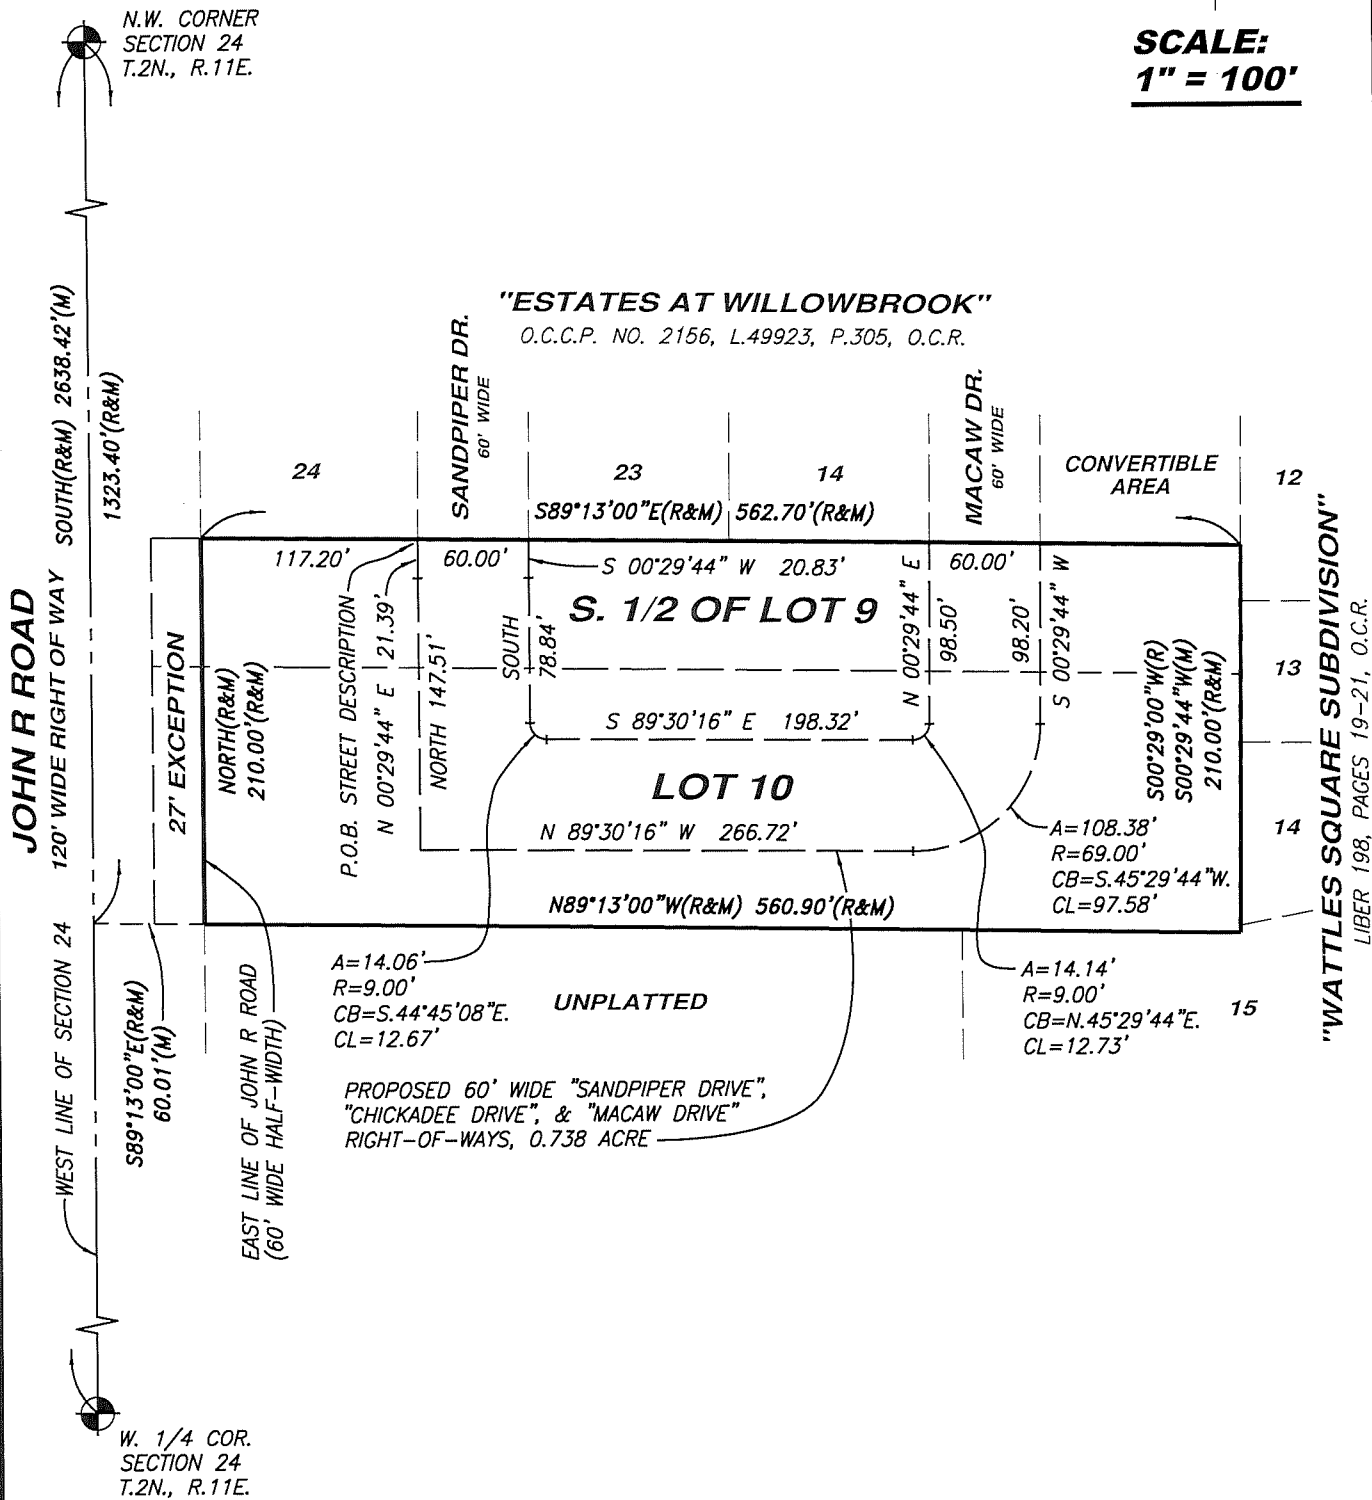 N.W. CORNER
SECTION 24
T.2N., R.11E.
SCALE:
1" = 100'
JOHN R ROAD
120' WIDE RIGHT OF WAY
SOUTH(R&M) 2638.42'(M)
1323.40'(R&M)
"ESTATES AT WILLOWBROOK"
O.C.C.P. NO. 2156, L.49923, P.305, O.C.R.
SANDPIPER DR.
60' WIDE
MACAW DR.
60' WIDE
24
23
14
CONVERTIBLE
AREA
12
S89°13'00"E(R&M) 562.70'(R&M)
117.20'
60.00'
S 00°29'44" W 20.83'
60.00'
S. 1/2 OF LOT 9
P.O.B. STREET DESCRIPTION
N 00°29'44" E 21.39'
NORTH 147.51'
SOUTH
78.84'
N 00°29'44" E
98.50'
98.20'
S 00°29'44" W
27' EXCEPTION
NORTH(R&M)
210.00'(R&M)
S00°29'00"W(R)
S00°29'44"W(M)
210.00'(R&M)
13
14
"WATTLES SQUARE SUBDIVISION"
LIBER 198, PAGES 19-21, O.C.R.
S 89°30'16" E 198.32'
LOT 10
N 89°30'16" W 266.72'
A=108.38'
R=69.00'
CB=S.45°29'44"W.
CL=97.58'
N89°13'00"W(R&M) 560.90'(R&M)
WEST LINE OF SECTION 24
S89°13'00"E(R&M)
60.01'(M)
EAST LINE OF JOHN R ROAD
(60' WIDE HALF-WIDTH)
A=14.06'
R=9.00'
CB=S.44°45'08"E.
CL=12.67'
UNPLATTED
A=14.14'
R=9.00'
CB=N.45°29'44"E.
CL=12.73'
15
PROPOSED 60' WIDE "SANDPIPER DRIVE",
"CHICKADEE DRIVE", & "MACAW DRIVE"
RIGHT-OF-WAYS, 0.738 ACRE
W. 1/4 COR.
SECTION 24
T.2N., R.11E.